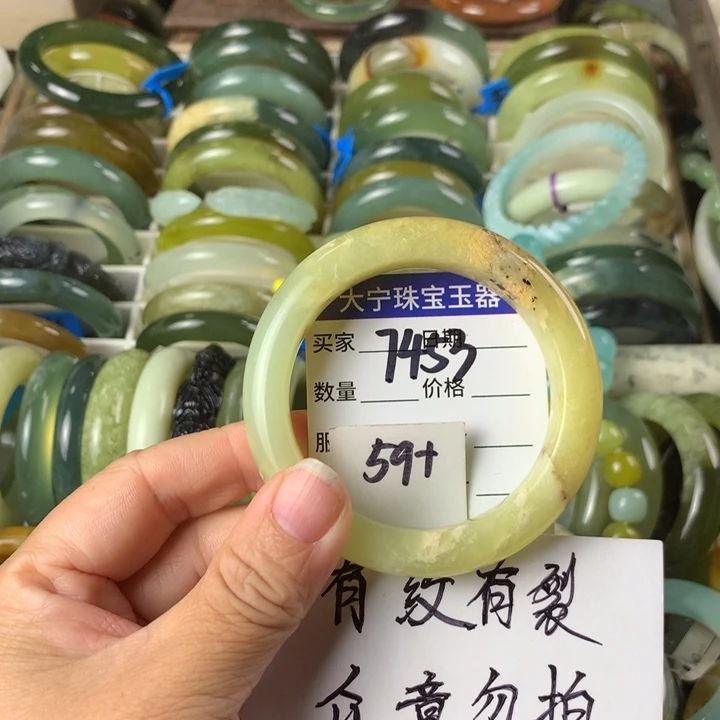 大宁珠宝玉器
买家 7453 日期
数量 价格
服
59+
有纹有裂
介意勿拍